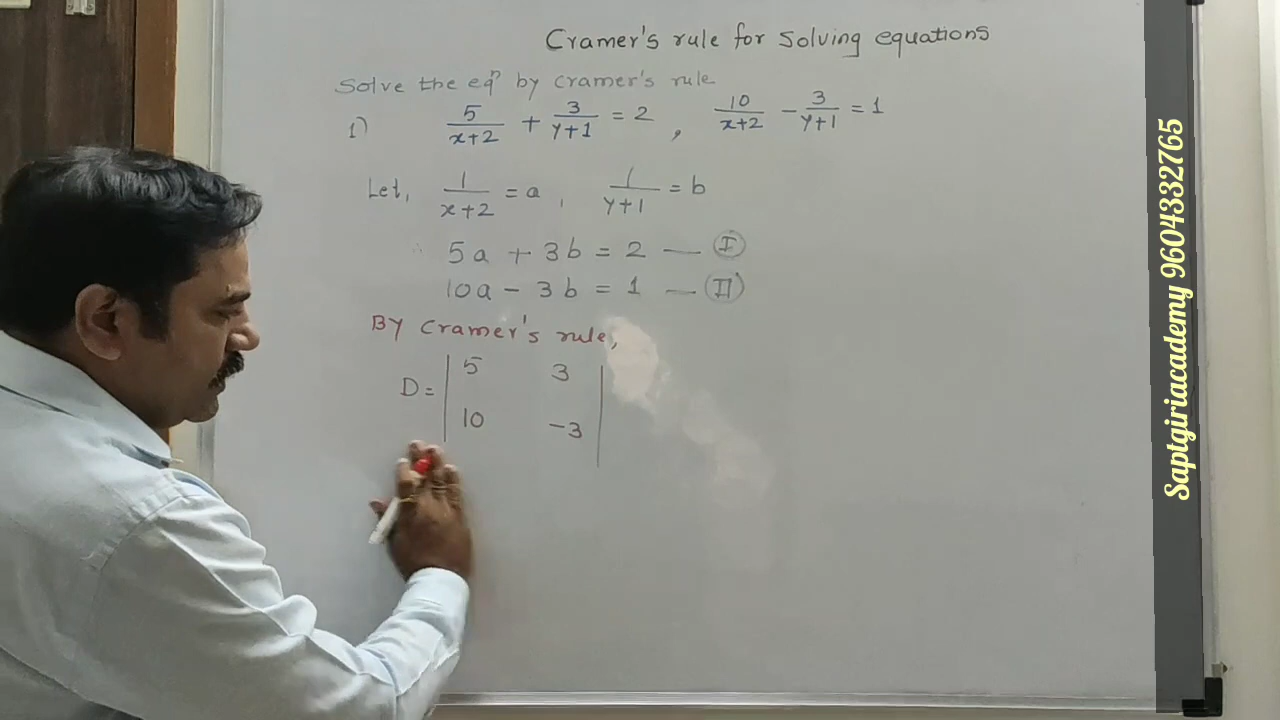 Cramer's rule for solving equations
Solve the eqⁿ by cramer's rule
1) 5/(x+2) + 3/(y+1) = 2 , 10/(x+2) - 3/(y+1) = 1
Let, 1/(x+2) = a , 1/(y+1) = b
∴ 5a + 3b = 2 — (I)
10a - 3b = 1 — (II)
By Cramer's rule,
D = | 5 3 |
| 10 -3 |
Saptgiriacademy 9604332765